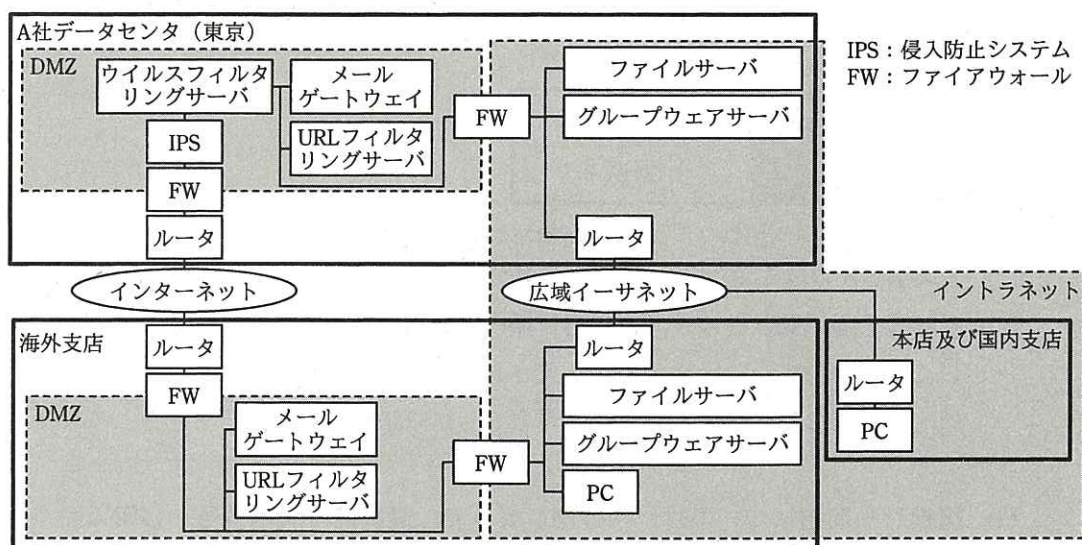 A社データセンタ（東京）
DMZ
ウイルスフィルタ
リングサーバ
メール
ゲートウェイ
URLフィルタ
リングサーバ
IPS
FW
ルータ
FW
ファイルサーバ
グループウェアサーバ
ルータ
IPS：侵入防止システム
FW：ファイアウォール
インターネット
広域イーサネット
イントラネット
海外支店
ルータ
FW
DMZ
メール
ゲートウェイ
URLフィルタ
リングサーバ
FW
ルータ
ファイルサーバ
グループウェアサーバ
PC
本店及び国内支店
ルータ
PC